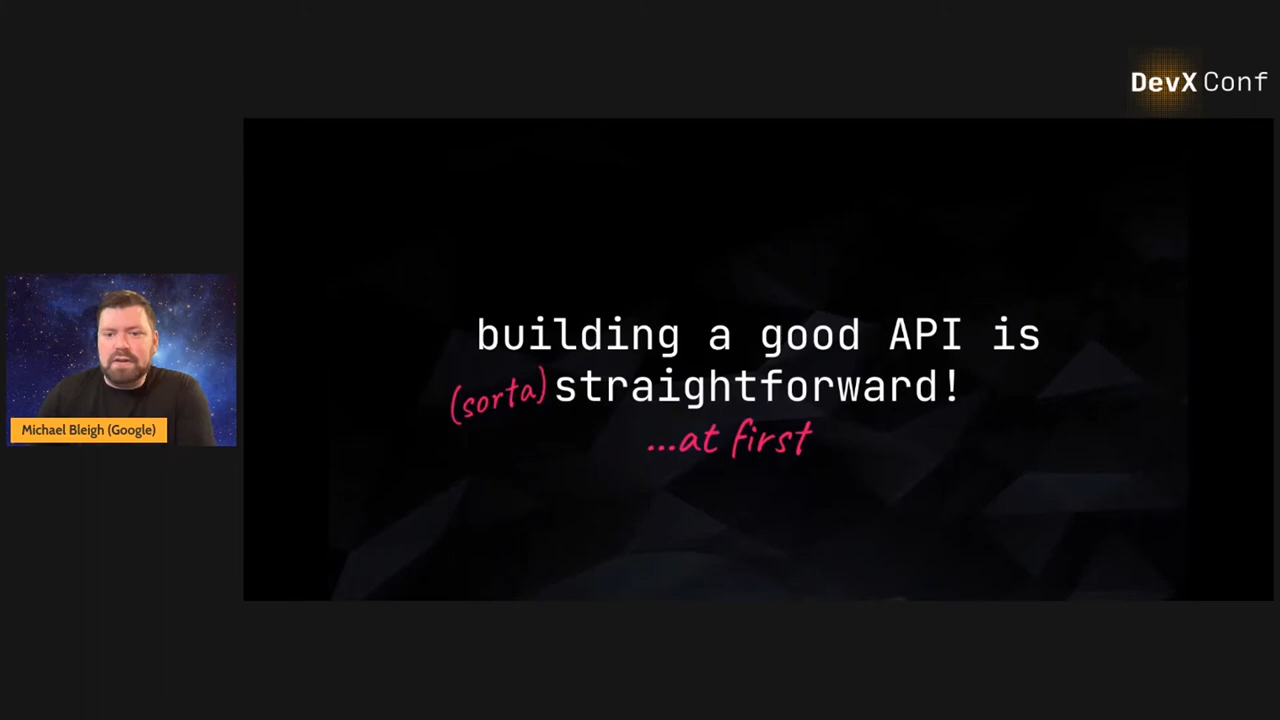 DevX Conf
building a good API is
(sorta) straightforward!
...at first
Michael Bleigh (Google)